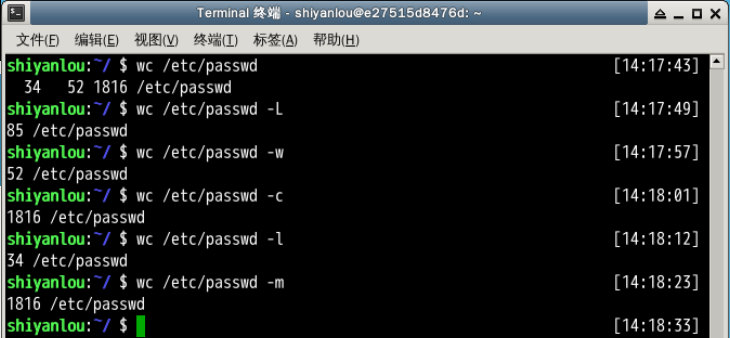 Terminal 终端 - shiyanlou@e27515d8476d: ~
文件(F) 编辑(E) 视图(V) 终端(T) 标签(A) 帮助(H)
shiyanlou:~/ $ wc /etc/passwd [14:17:43]
  34   52 1816 /etc/passwd
shiyanlou:~/ $ wc /etc/passwd -L [14:17:49]
85 /etc/passwd
shiyanlou:~/ $ wc /etc/passwd -w [14:17:57]
52 /etc/passwd
shiyanlou:~/ $ wc /etc/passwd -c [14:18:01]
1816 /etc/passwd
shiyanlou:~/ $ wc /etc/passwd -l [14:18:12]
34 /etc/passwd
shiyanlou:~/ $ wc /etc/passwd -m [14:18:23]
1816 /etc/passwd
shiyanlou:~/ $ [14:18:33]